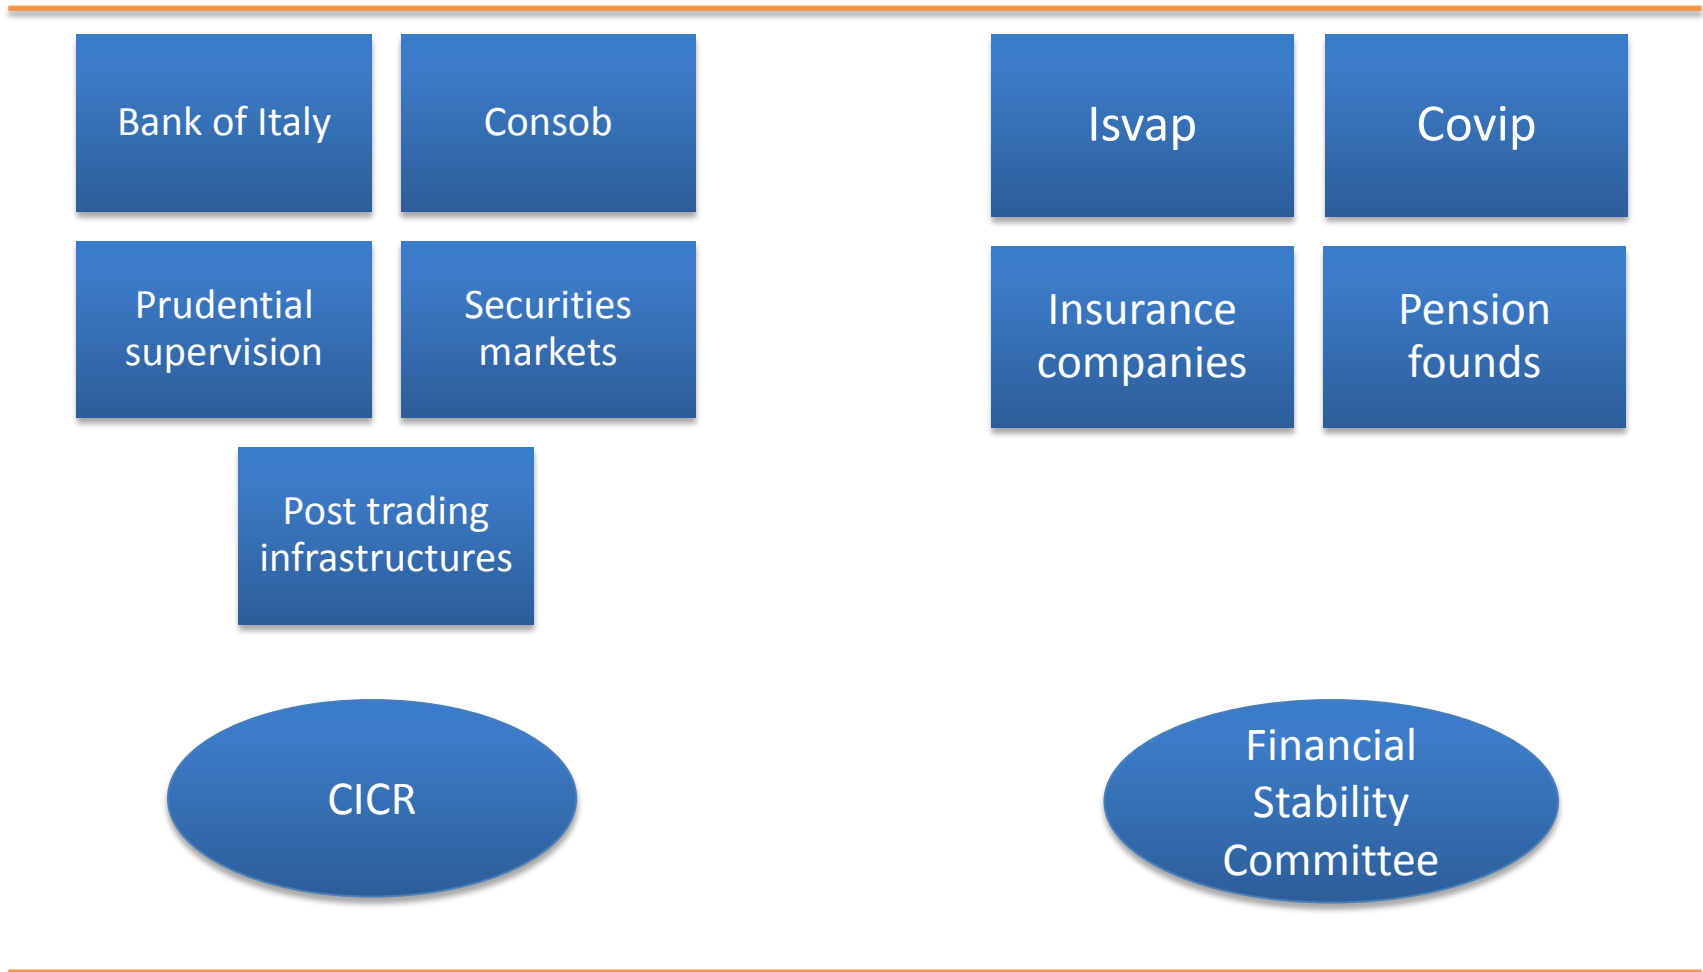 Bank of Italy
Consob
Isvap
Covip
Prudential
supervision
Securities
markets
Insurance
companies
Pension
founds
Post trading
infrastructures
CICR
Financial
Stability
Committee